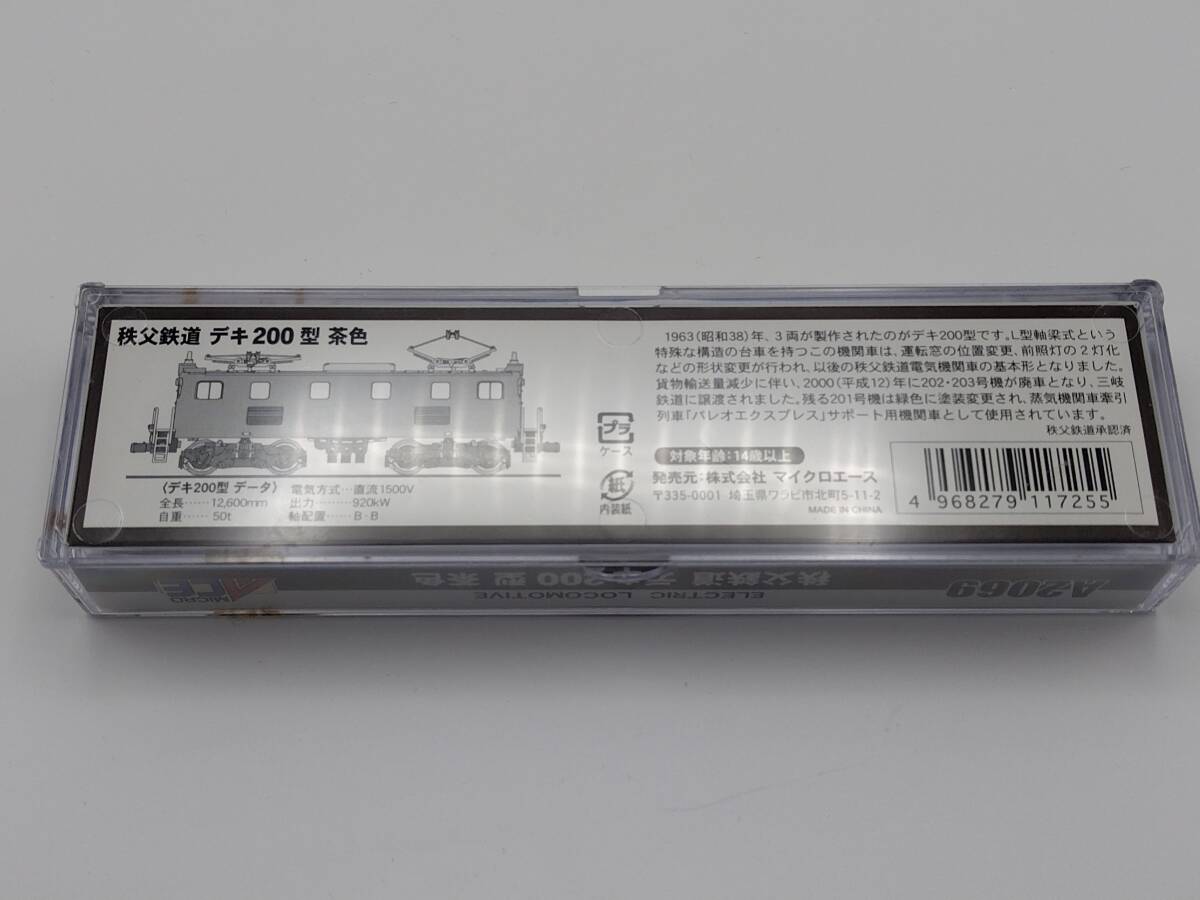 秩父鉄道 デキ200型 茶色
〈デキ200型 データ〉
全長……12,600mm
自重……50t
電気方式…直流1500V
出力………920kW
軸配置……B-B
1963(昭和38)年、3両が製作されたのがデキ200型です。L型軸梁式という
特殊な構造の台車を持つこの機関車は、運転窓の位置変更、前照灯の2灯化
などの形状変更が行われ、以後の秩父鉄道電気機関車の基本形となりました。
貨物輸送量減少に伴い、2000(平成12)年に202・203号機が廃車となり、三岐
鉄道に譲渡されました。残る201号機は緑色に塗装変更され、蒸気機関車牽引
列車「パレオエクスプレス」サポート用機関車として使用されています。
秩父鉄道承認済
プラ
ケース
紙
内装紙
対象年齢:14歳以上
発売元:株式会社 マイクロエース
〒335-0001 埼玉県ワラビ市北町5-11-2
MADE IN CHINA
4 968279 117255
A2069
ELECTRIC LOCOMOTIVE
秩父鉄道 デキ200型 茶色
MICRO ACE